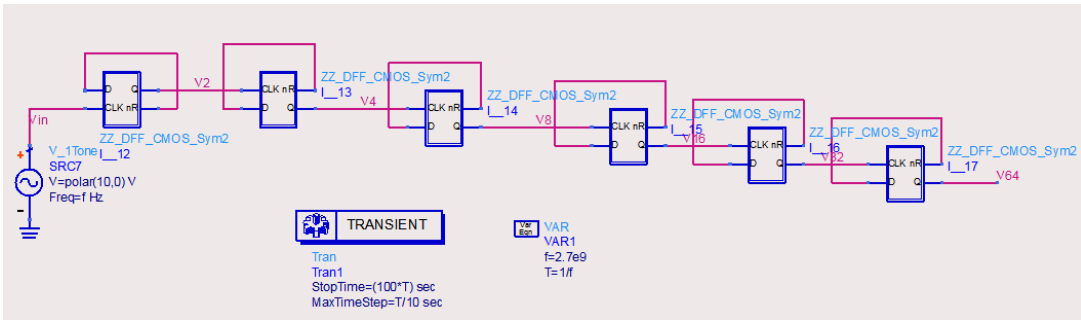 D Q
CLK nR
V2
ZZ_DFF_CMOS_Sym2
I__12
CLK nR
D Q
ZZ_DFF_CMOS_Sym2
I__13
V4
CLK nR
D Q
ZZ_DFF_CMOS_Sym2
I__14
V8
CLK nR
D Q
ZZ_DFF_CMOS_Sym2
I__15
V16
CLK nR
D Q
ZZ_DFF_CMOS_Sym2
I__16
V32
CLK nR
D Q
ZZ_DFF_CMOS_Sym2
I__17
V64
Vin
+
V_1Tone
SRC7
V=polar(10,0) V
Freq=f Hz
-
TRANSIENT
Tran
Tran1
StopTime=(100*T) sec
MaxTimeStep=T/10 sec
Var
Eqn
VAR
VAR1
f=2.7e9
T=1/f